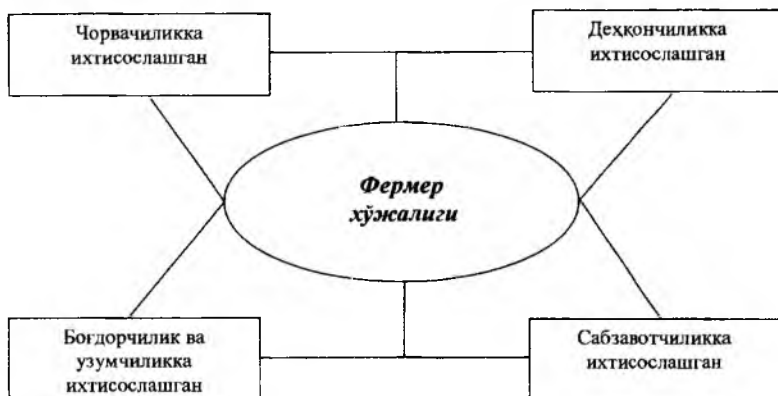 Чорвачиликка
ихтисослашган
Деҳқончиликка
ихтисослашган
Фермер
хўжалиги
Боғдорчилик ва
узумчиликка
ихтисослашган
Сабзавотчиликка
ихтисослашган